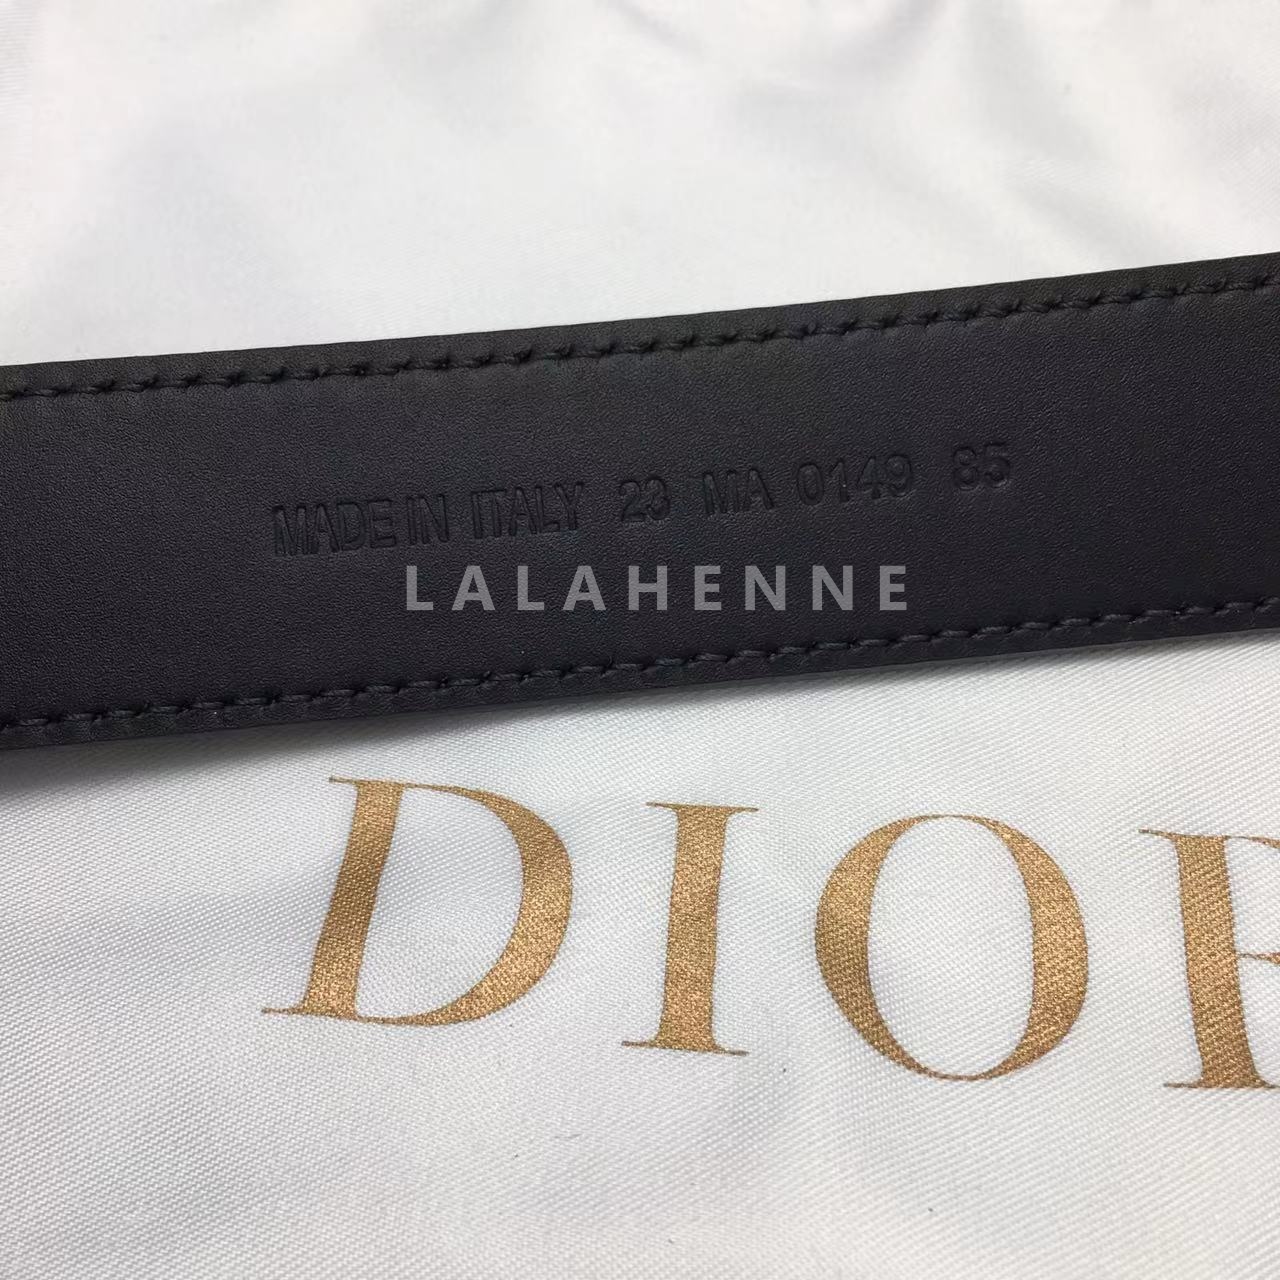 MADE IN ITALY 23 MA 0149 85
LALAHENNE
DIOR